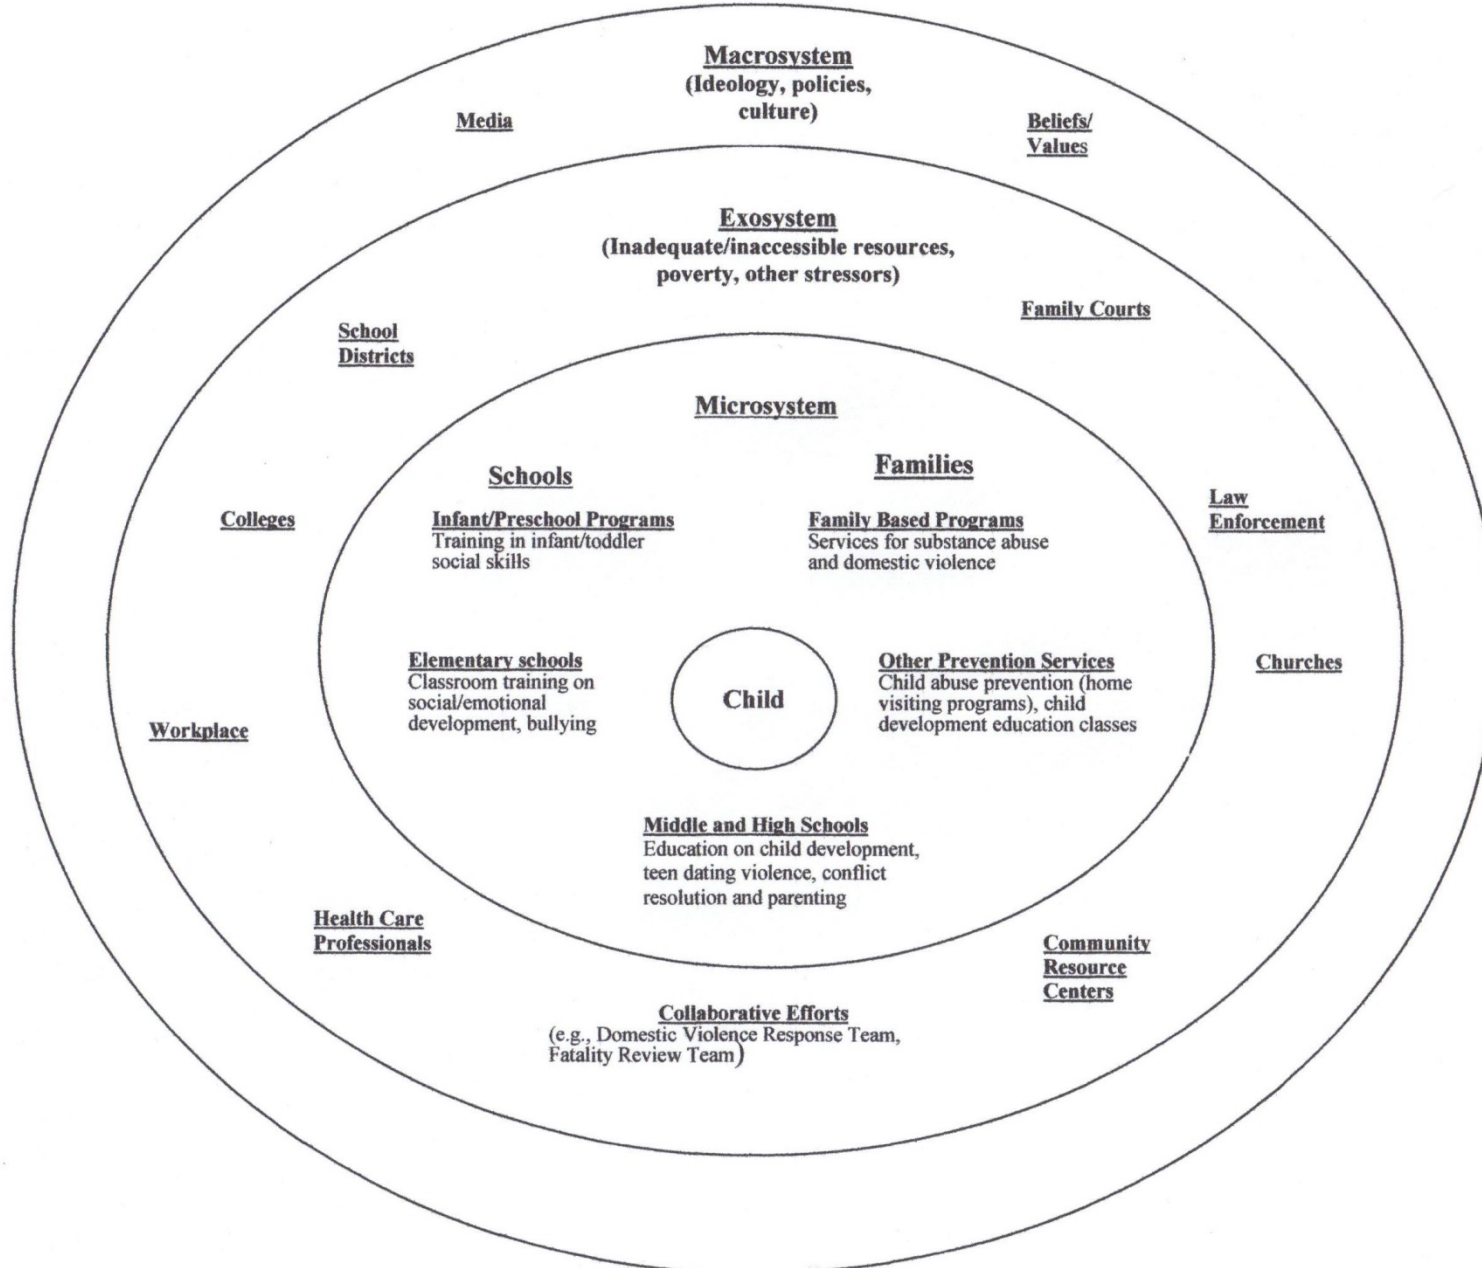 Macrosystem
(Ideology, policies,
culture)
Media
Beliefs/
Values
Exosystem
(Inadequate/inaccessible resources,
poverty, other stressors)
Family Courts
School
Districts
Microsystem
Schools
Families
Colleges
Infant/Preschool Programs
Training in infant/toddler
social skills
Family Based Programs
Services for substance abuse
and domestic violence
Law
Enforcement
Elementary schools
Classroom training on
social/emotional
development, bullying
Child
Other Prevention Services
Child abuse prevention (home
visiting programs), child
development education classes
Churches
Workplace
Middle and High Schools
Education on child development,
teen dating violence, conflict
resolution and parenting
Health Care
Professionals
Community
Resource
Centers
Collaborative Efforts
(e.g., Domestic Violence Response Team,
Fatality Review Team)